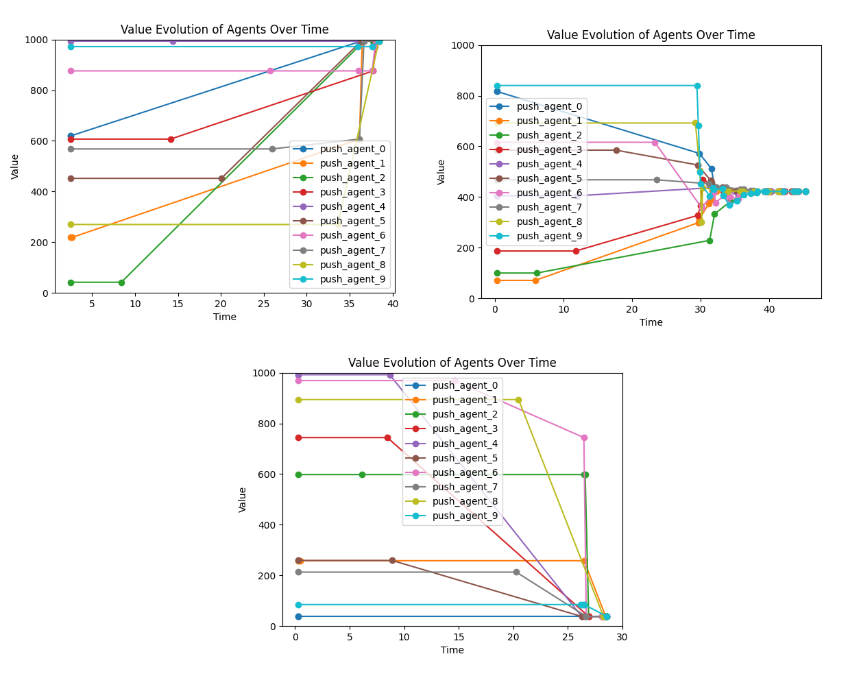 Value Evolution of Agents Over Time
1000
800
600
400
200
0
Value
5
10
15
20
25
30
35
40
Time
push_agent_0
push_agent_1
push_agent_2
push_agent_3
push_agent_4
push_agent_5
push_agent_6
push_agent_7
push_agent_8
push_agent_9
Value Evolution of Agents Over Time
1000
800
600
400
200
0
Value
0
10
20
30
40
Time
push_agent_0
push_agent_1
push_agent_2
push_agent_3
push_agent_4
push_agent_5
push_agent_6
push_agent_7
push_agent_8
push_agent_9
Value Evolution of Agents Over Time
1000
800
600
400
200
0
Value
0
5
10
15
20
25
30
Time
push_agent_0
push_agent_1
push_agent_2
push_agent_3
push_agent_4
push_agent_5
push_agent_6
push_agent_7
push_agent_8
push_agent_9